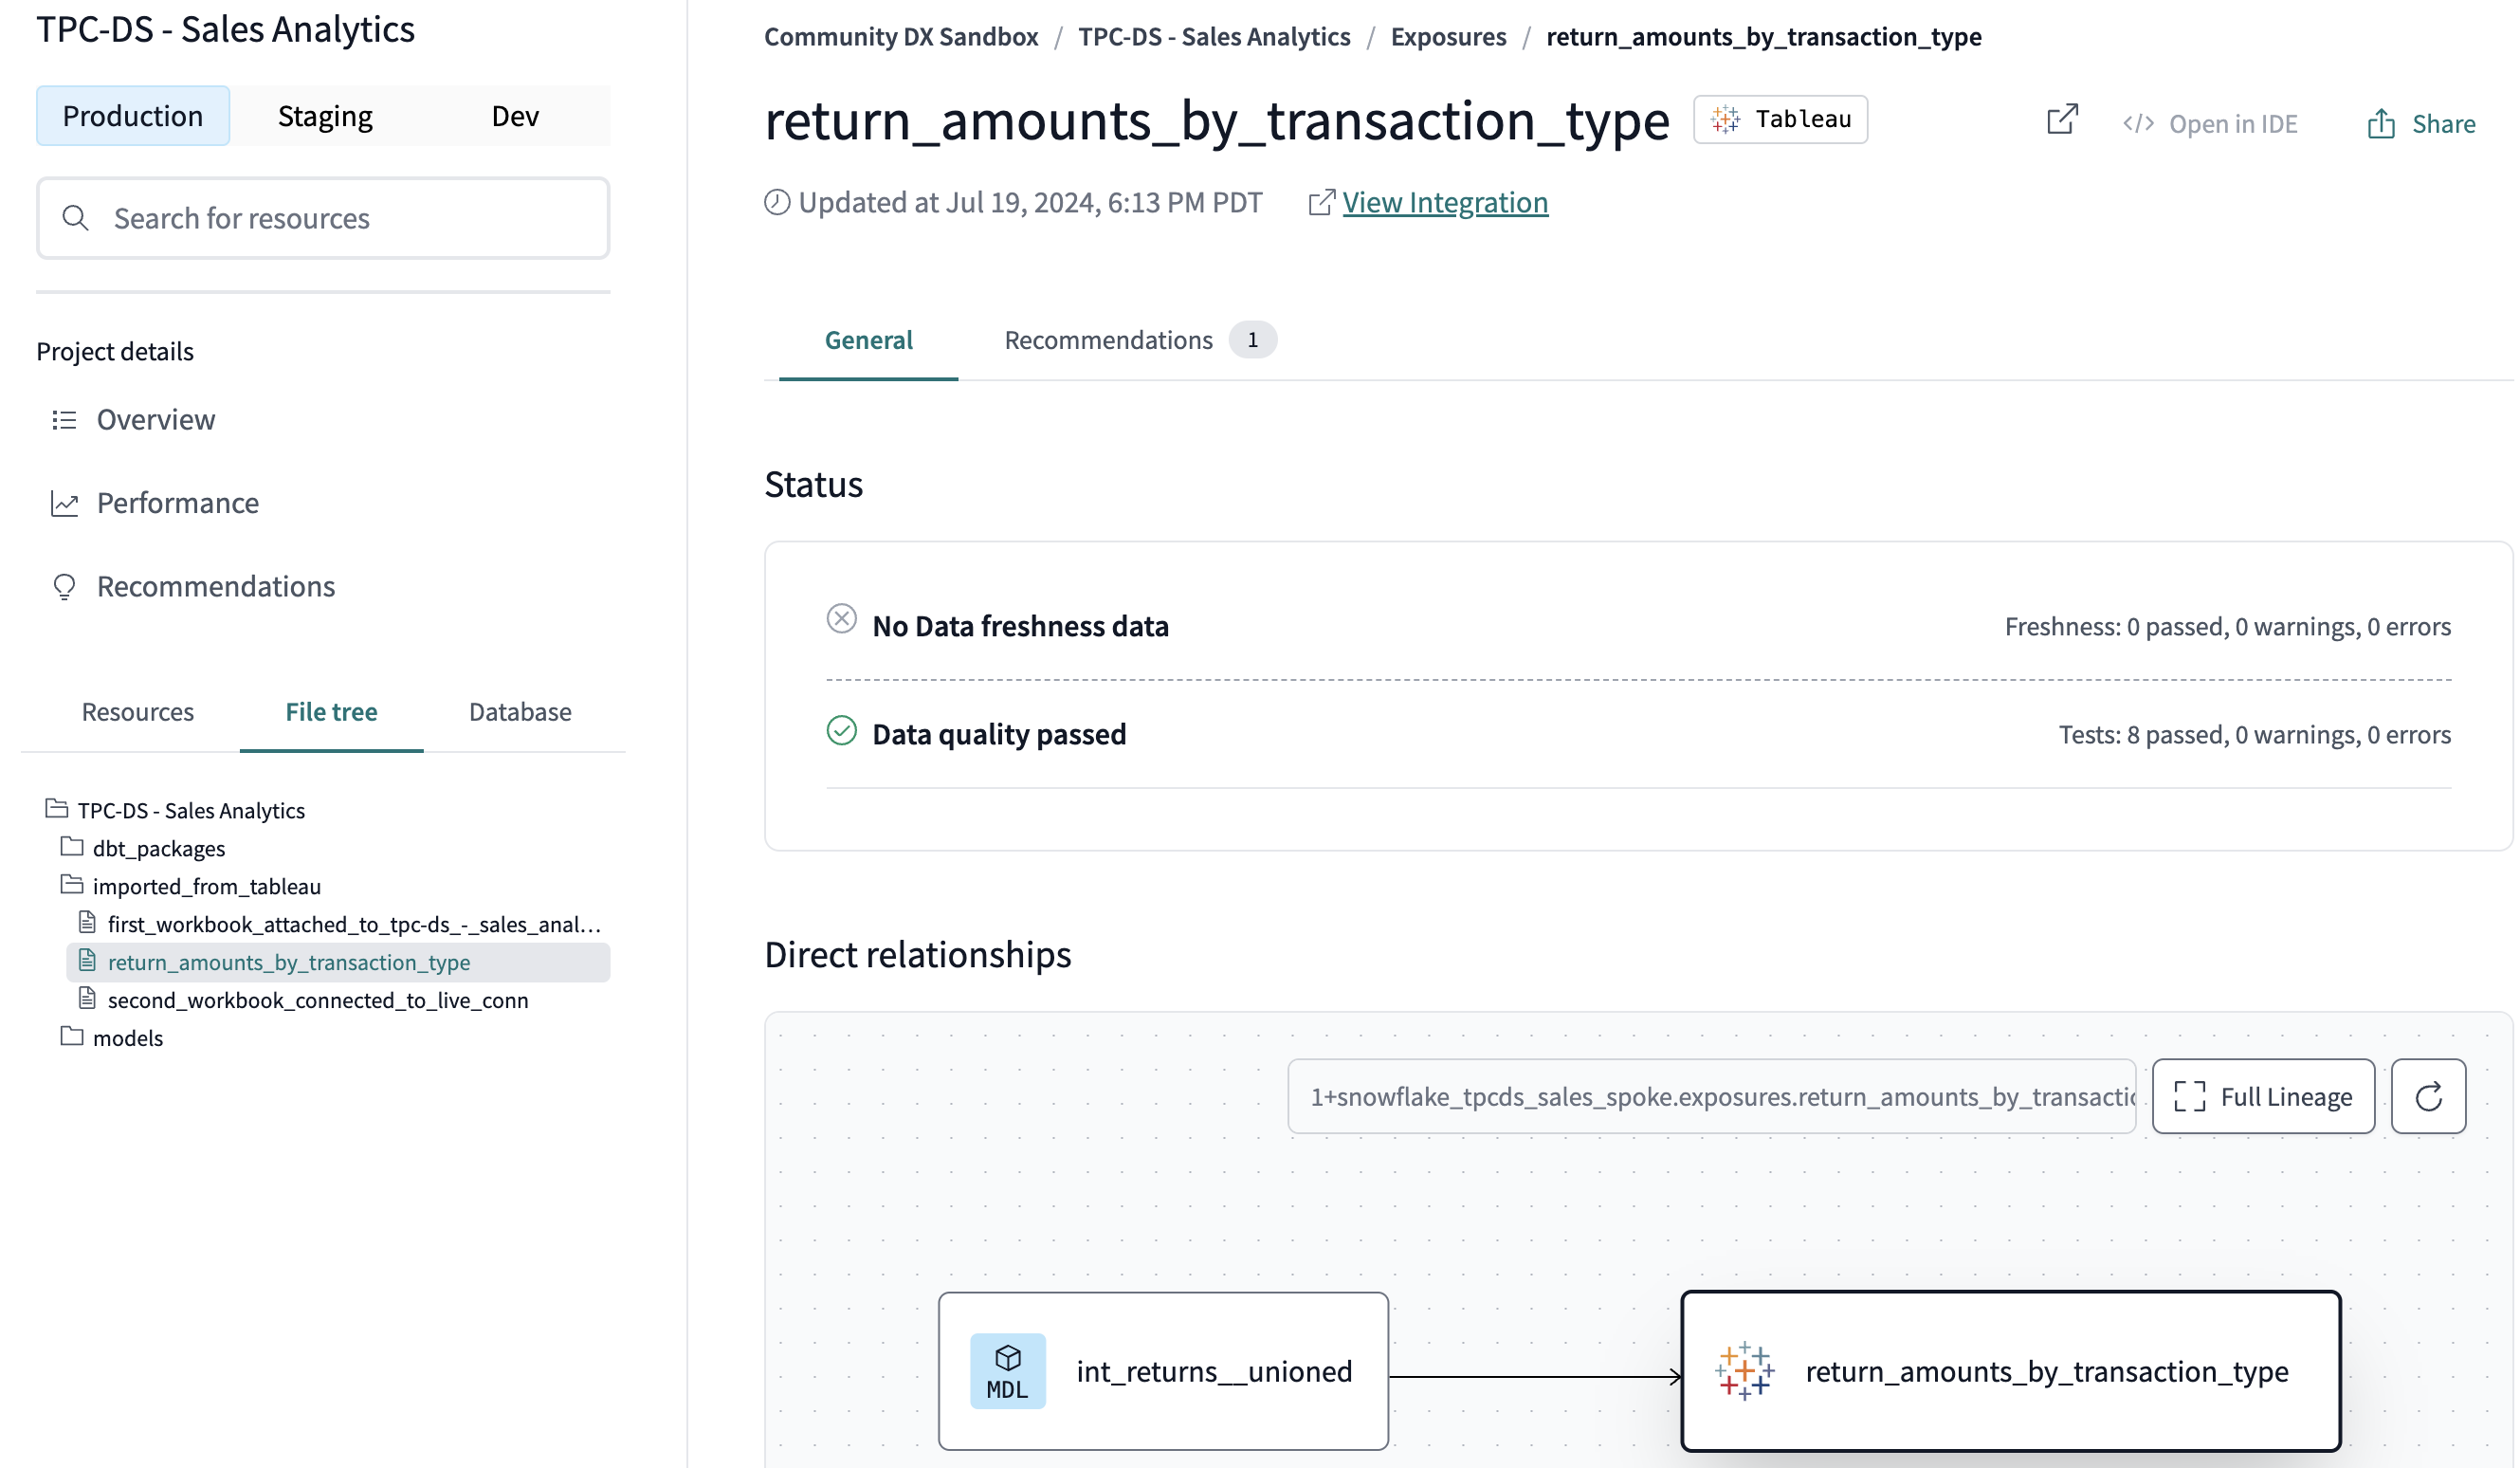 TPC-DS - Sales Analytics
Production Staging Dev
Search for resources
Project details
Overview
Performance
Recommendations
Resources File tree Database
TPC-DS - Sales Analytics
dbt_packages
imported_from_tableau
first_workbook_attached_to_tpc-ds_-_sales_anal...
return_amounts_by_transaction_type
second_workbook_connected_to_live_conn
models
Community DX Sandbox / TPC-DS - Sales Analytics / Exposures / return_amounts_by_transaction_type
return_amounts_by_transaction_type Tableau
</> Open in IDE Share
Updated at Jul 19, 2024, 6:13 PM PDT View Integration
General Recommendations 1
Status
No Data freshness data Freshness: 0 passed, 0 warnings, 0 errors
Data quality passed Tests: 8 passed, 0 warnings, 0 errors
Direct relationships
1+snowflake_tpcds_sales_spoke.exposures.return_amounts_by_transactio Full Lineage
MDL int_returns__unioned
return_amounts_by_transaction_type